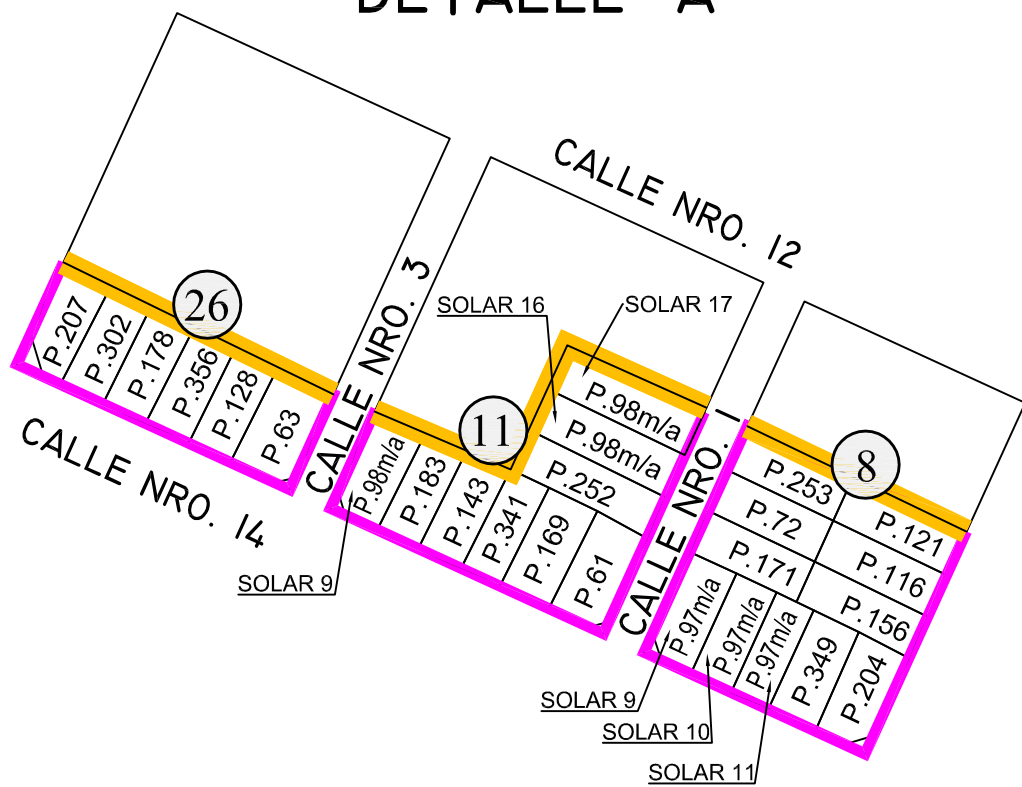 DETALLE "A"
CALLE NRO. 12
CALLE NRO. 3
CALLE NRO. 1
CALLE NRO. 14
26
P.207
P.302
P.178
P.356
P.128
P.63
11
SOLAR 16
SOLAR 17
P.98m/a
P.98m/a
P.252
P.98m/a
P.183
P.143
P.341
P.169
P.61
SOLAR 9
8
P.253
P.121
P.72
P.116
P.171
P.156
P.97m/a
P.97m/a
P.97m/a
P.349
P.204
SOLAR 9
SOLAR 10
SOLAR 11